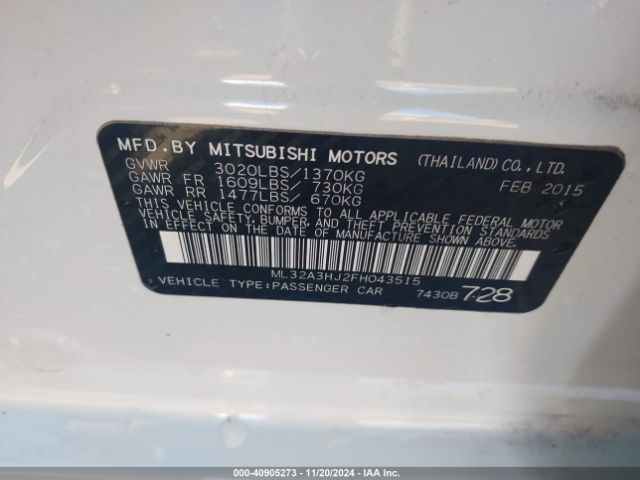 MFD.BY MITSUBISHI MOTORS (THAILAND) CO.,LTD.
GVWR 3020LBS/1370KG FEB 2015
GAWR FR 1609LBS/ 730KG
GAWR RR 1477LBS/ 670KG
THIS VEHICLE CONFORMS TO ALL APPLICABLE FEDERAL MOTOR
VEHICLE SAFETY, BUMPER, AND THEFT PREVENTION STANDARDS
IN EFFECT ON THE DATE OF MANUFACTURE SHOWN ABOVE.
ML32A3HJ2FH043515
VEHICLE TYPE:PASSENGER CAR 7430B 728
000-40905273 - 11/20/2024 - IAA Inc.